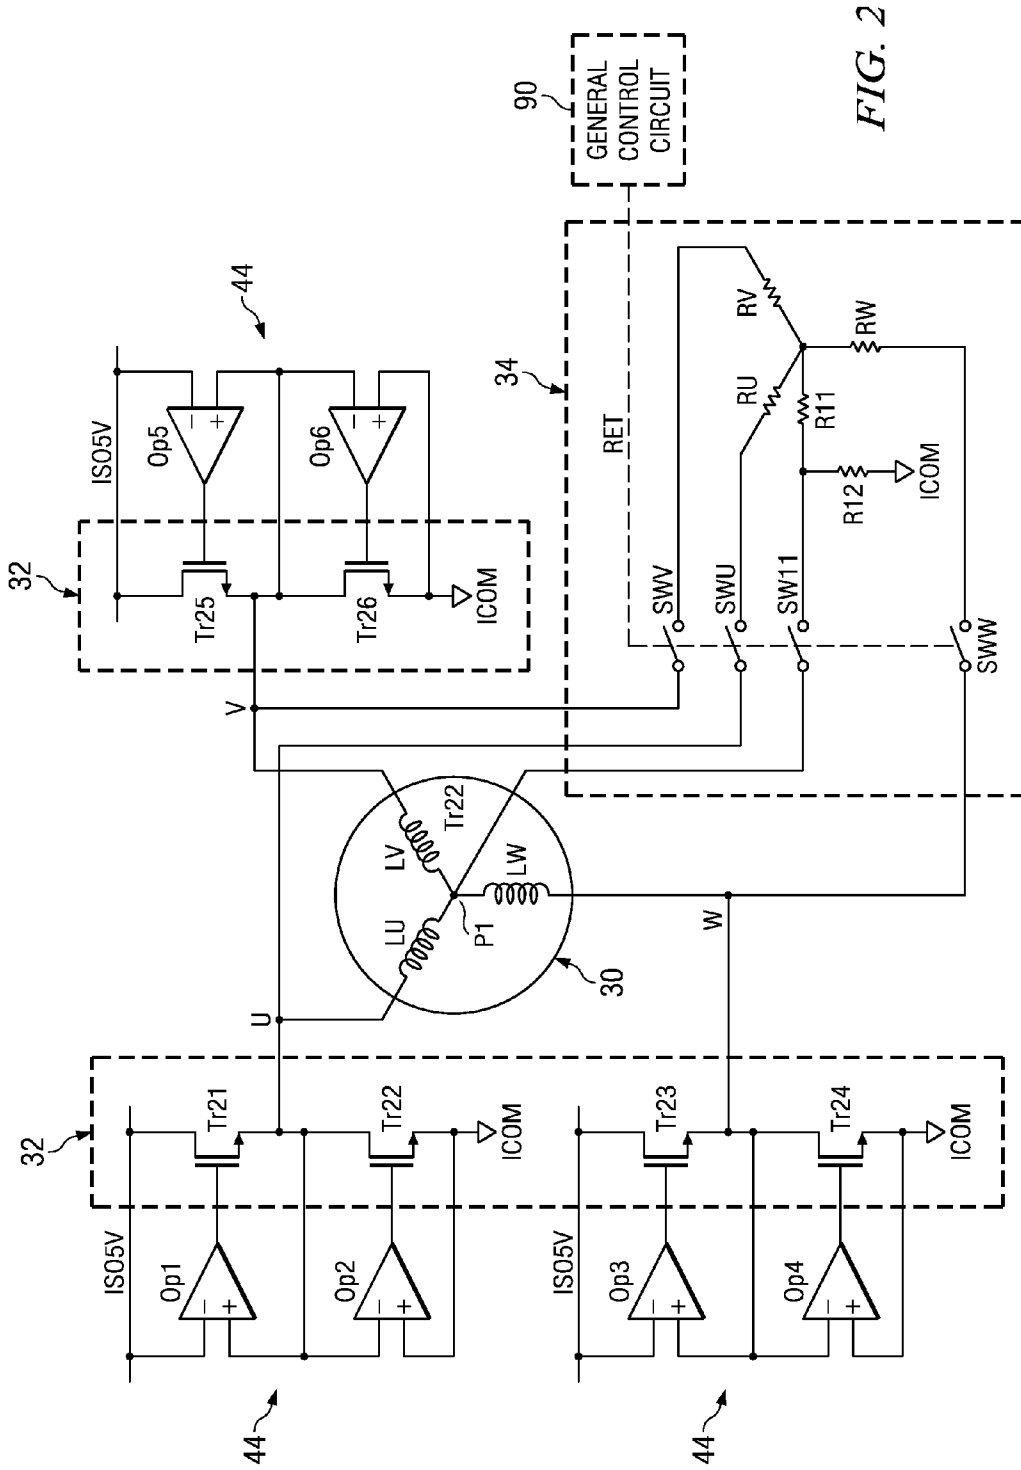 FIG. 2
90
GENERAL
CONTROL
CIRCUIT
44
34
RET
RV
RW
RU
R11
R12
ICOM
ISO5V
Op5
−
+
Op6
−
+
32
Tr25
Tr26
ICOM
SWV
SWU
SW11
SWW
V
Tr22
LV
LW
LU
P1
U
W
30
32
Tr21
Tr22
ICOM
Tr23
Tr24
ICOM
ISO5V
Op1
−
+
Op2
−
+
ISO5V
Op3
−
+
Op4
−
+
44
44